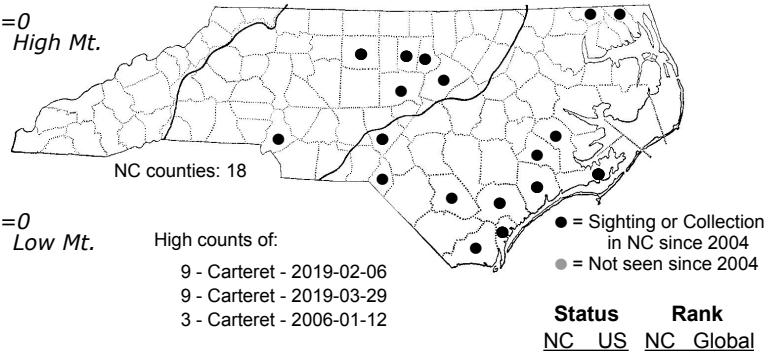 =0
High Mt.
NC counties: 18
=0
Low Mt.
High counts of:
9 - Carteret - 2019-02-06
9 - Carteret - 2019-03-29
3 - Carteret - 2006-01-12
= Sighting or Collection
in NC since 2004
= Not seen since 2004
Status Rank
NC US NC Global